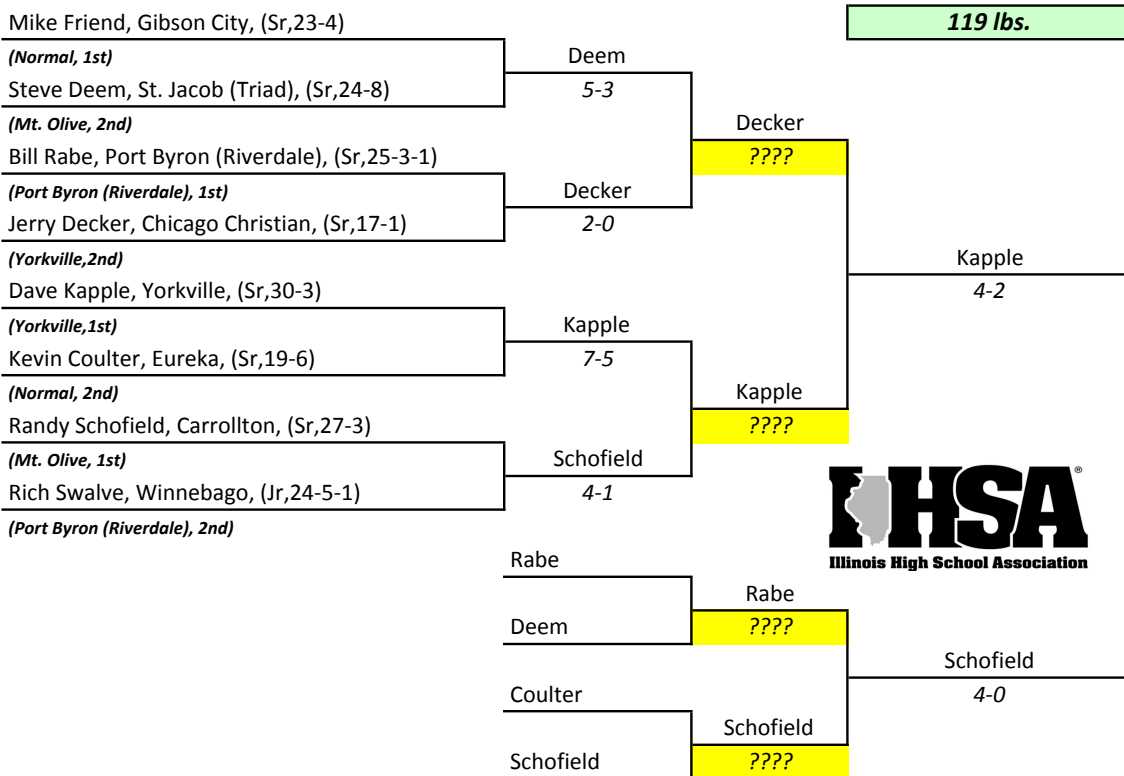 Mike Friend, Gibson City, (Sr,23-4)
119 lbs.
(Normal, 1st)
Deem
Steve Deem, St. Jacob (Triad), (Sr,24-8)
5-3
(Mt. Olive, 2nd)
Decker
Bill Rabe, Port Byron (Riverdale), (Sr,25-3-1)
????
(Port Byron (Riverdale), 1st)
Decker
Jerry Decker, Chicago Christian, (Sr,17-1)
2-0
(Yorkville,2nd)
Kapple
Dave Kapple, Yorkville, (Sr,30-3)
4-2
(Yorkville,1st)
Kapple
Kevin Coulter, Eureka, (Sr,19-6)
7-5
(Normal, 2nd)
Kapple
Randy Schofield, Carrollton, (Sr,27-3)
????
(Mt. Olive, 1st)
Schofield
Rich Swalve, Winnebago, (Jr,24-5-1)
4-1
(Port Byron (Riverdale), 2nd)
IHSA®
Illinois High School Association
Rabe
Rabe
Deem
????
Schofield
Coulter
4-0
Schofield
Schofield
????